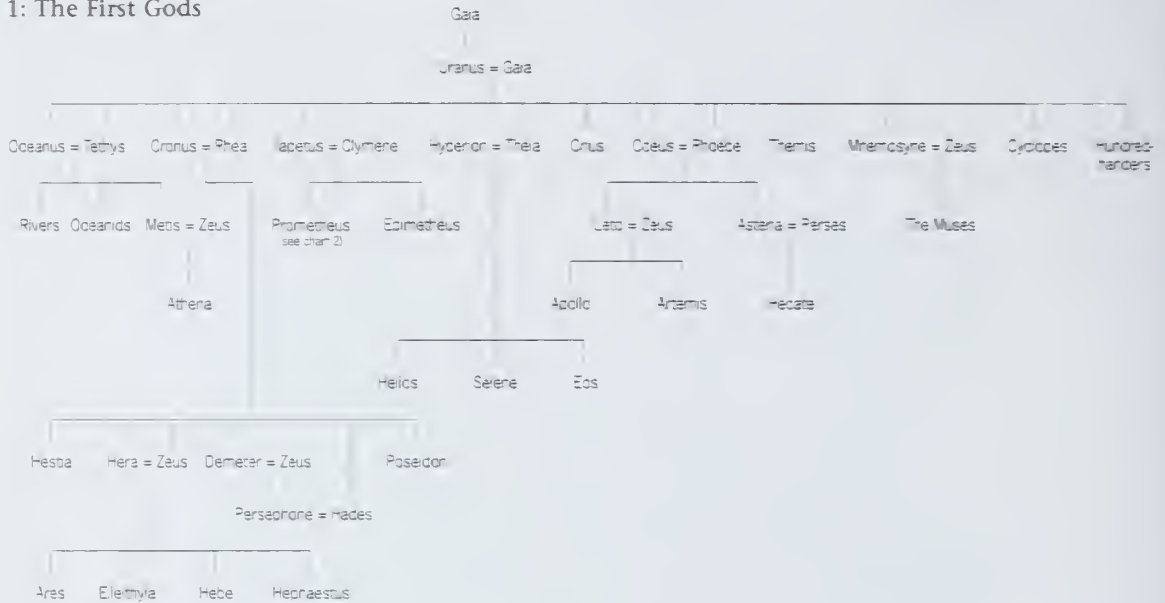 1: The First Gods
Gaia
Uranus = Gaia
Oceanus = Tethys Cronus = Rhea Iapetus = Clymene Hyperion = Theia Crius Coeus = Phoebe Themis Mnemosyne = Zeus Cyclopes Hundred-
handers
Rivers Oceanids Metis = Zeus Prometheus Epimetheus Leto = Zeus Asteria = Perses The Muses
see chart 2)
Athena Apollo Artemis Hecate
Helios Selene Eos
Hestia Hera = Zeus Demeter = Zeus Poseidon
Persephone = Hades
Ares Eileithyia Hebe Hephaestus